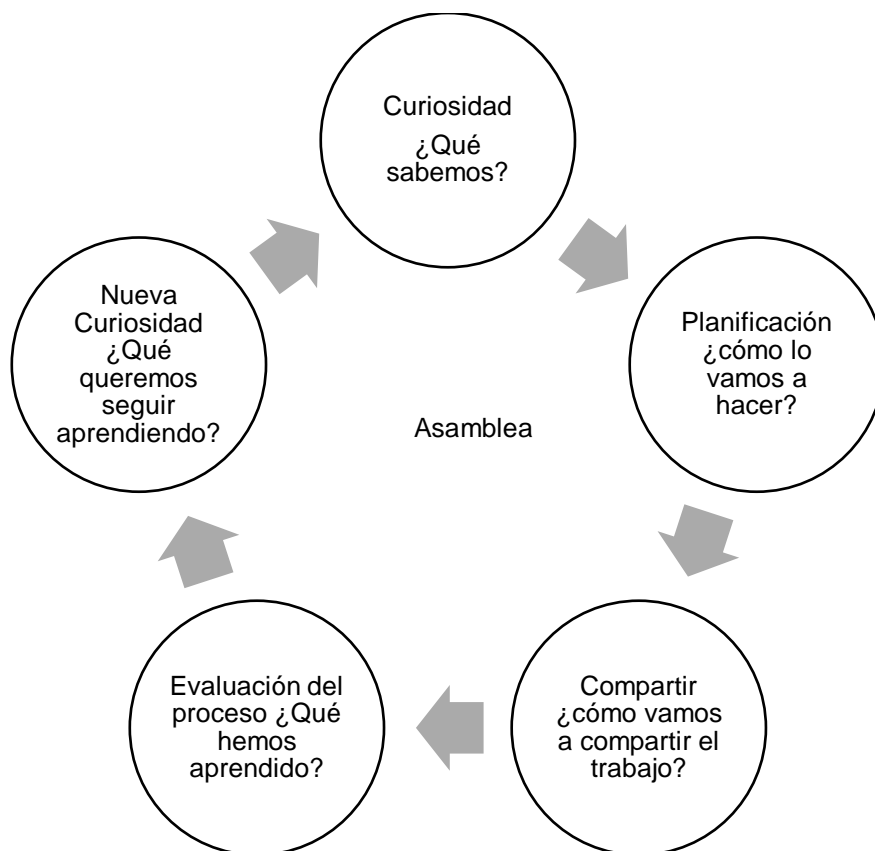 Curiosidad
¿Qué
sabemos?
Planificación
¿cómo lo
vamos a
hacer?
Compartir
¿cómo vamos
a compartir el
trabajo?
Evaluación del
proceso ¿Qué
hemos
aprendido?
Nueva
Curiosidad
¿Qué
queremos
seguir
aprendiendo?
Asamblea